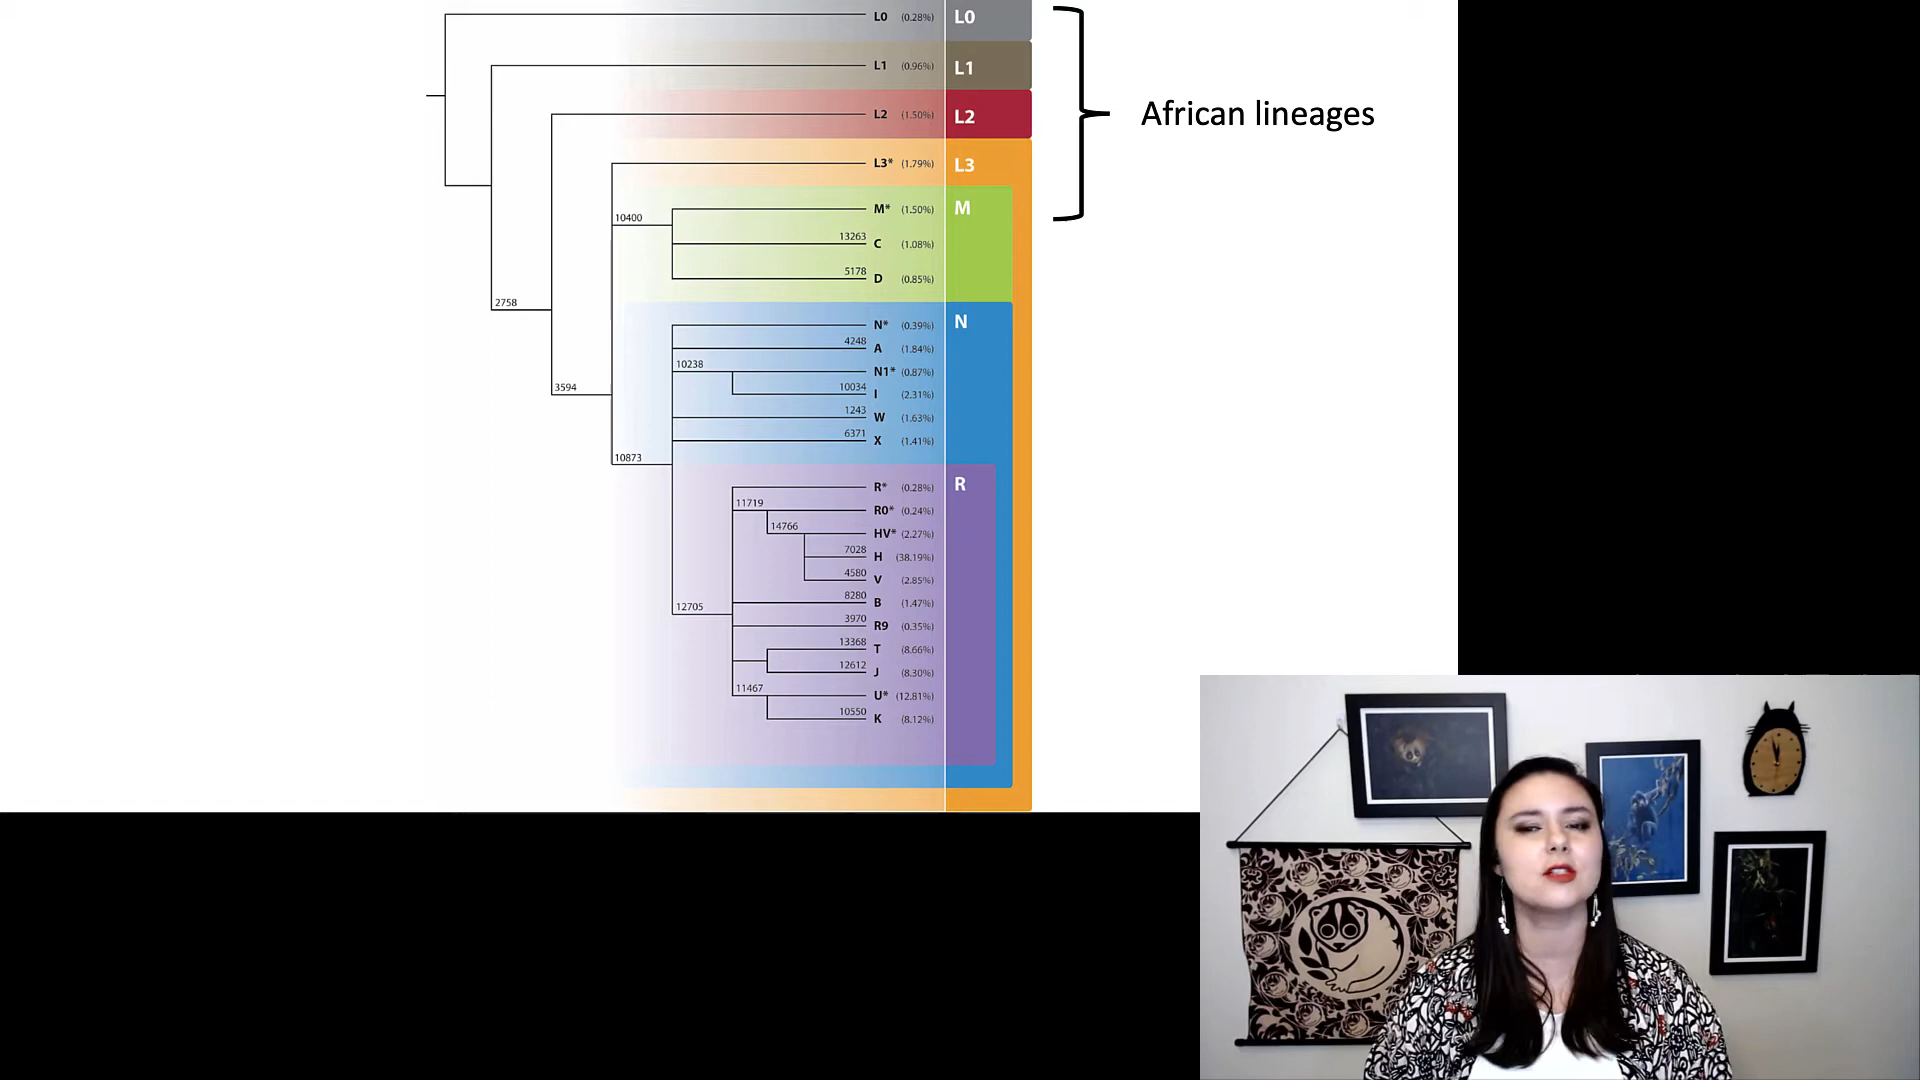 L0 (0.28%) L0
L1 (0.96%) L1
African lineages
L2 (1.50%) L2
L3* (1.79%) L3
10400
M* (1.50%) M
13263 C (1.08%)
5178 D (0.85%)
2758
N* (0.39%) N
4248 A (1.84%)
10238 N1* (0.87%)
3594
10034 I (2.31%)
1243 W (1.63%)
6371 X (1.41%)
10873
R* (0.28%) R
11719 R0* (0.24%)
14766 HV* (2.27%)
7028 H (38.19%)
4580 V (2.85%)
12705
8280 B (1.47%)
3970 R9 (0.35%)
13368 T (8.66%)
12612 J (8.30%)
11467 U* (12.81%)
10550 K (8.12%)